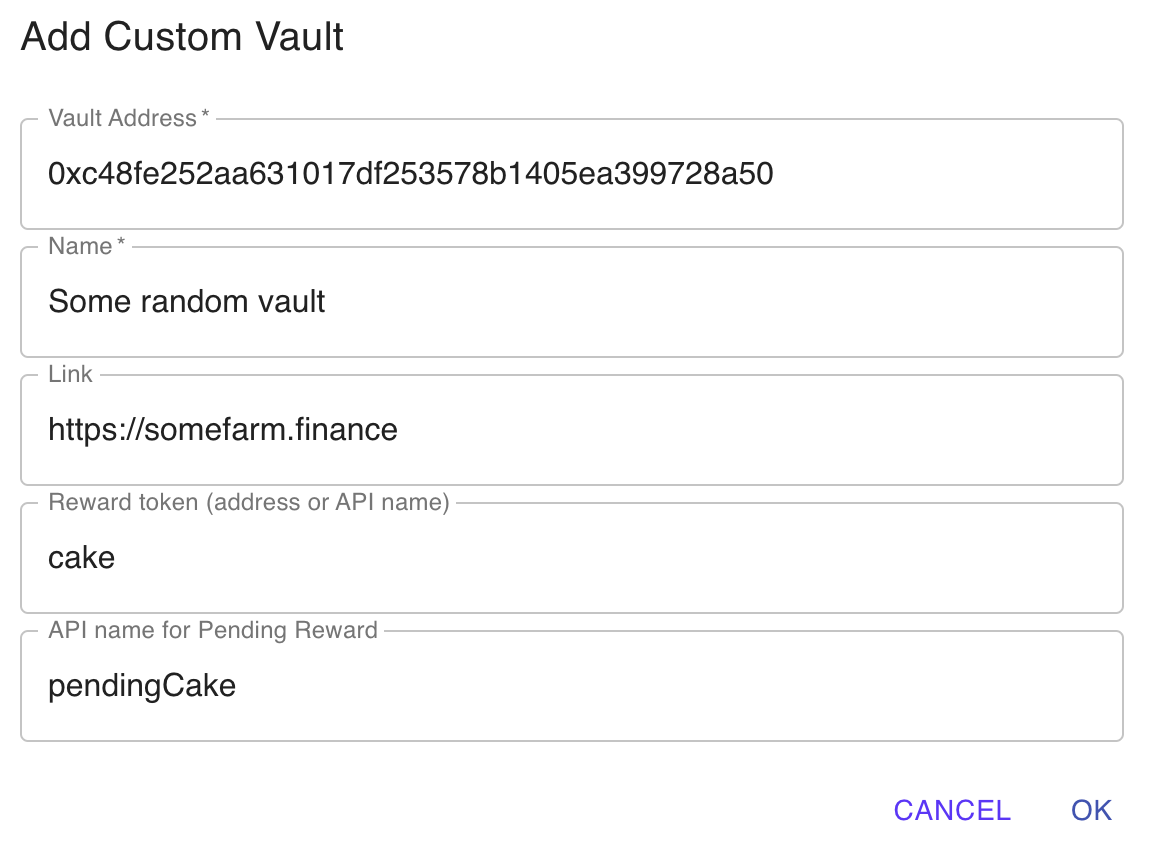 Add Custom Vault
Vault Address *
0xc48fe252aa631017df253578b1405ea399728a50
Name *
Some random vault
Link
https://somefarm.finance
Reward token (address or API name)
cake
API name for Pending Reward
pendingCake
CANCEL OK